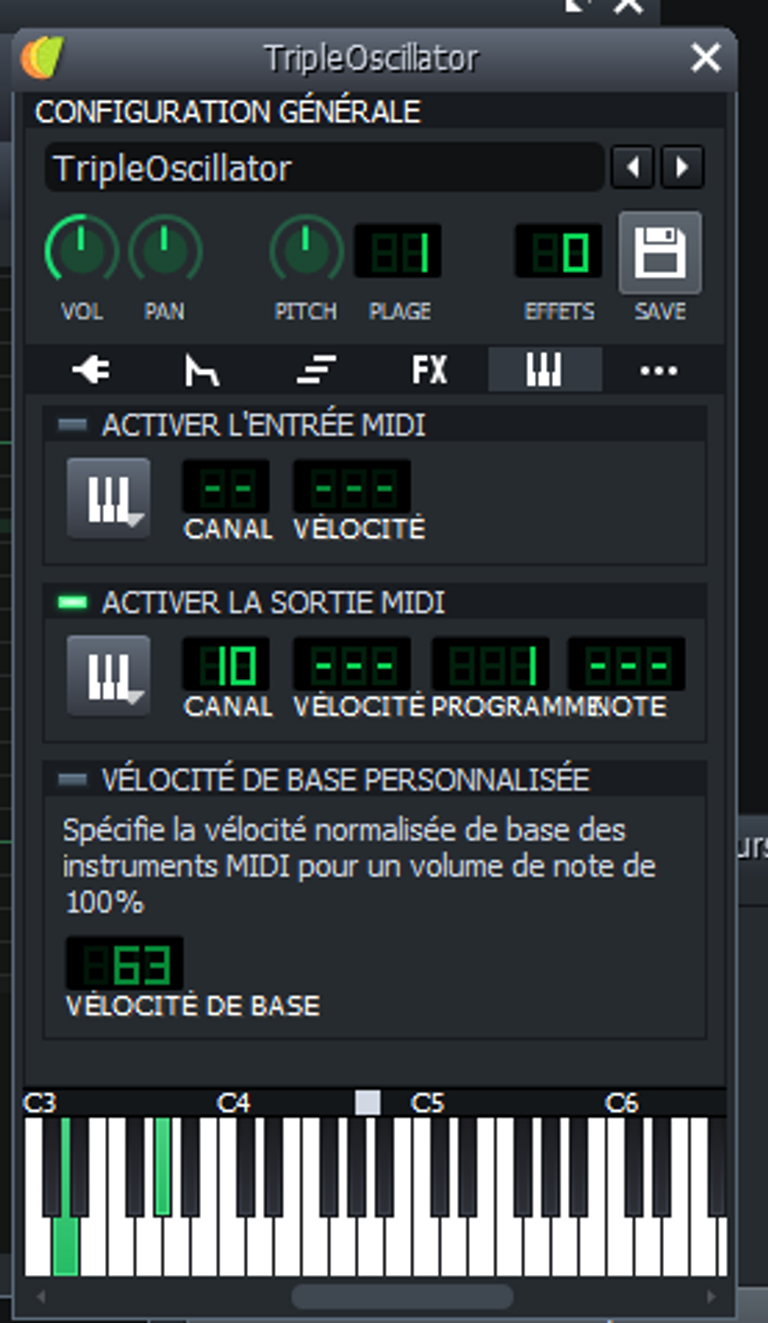 TripleOscillator
CONFIGURATION GÉNÉRALE
TripleOscillator
1 0
VOL PAN PITCH PLAGE EFFETS SAVE
FX
ACTIVER L'ENTRÉE MIDI
-- ---
CANAL VÉLOCITÉ
ACTIVER LA SORTIE MIDI
10 --- 1 ---
CANAL VÉLOCITÉ PROGRAMME NOTE
VÉLOCITÉ DE BASE PERSONNALISÉE
Spécifie la vélocité normalisée de base des
instruments MIDI pour un volume de note de
100%
63
VÉLOCITÉ DE BASE
C3 C4 C5 C6